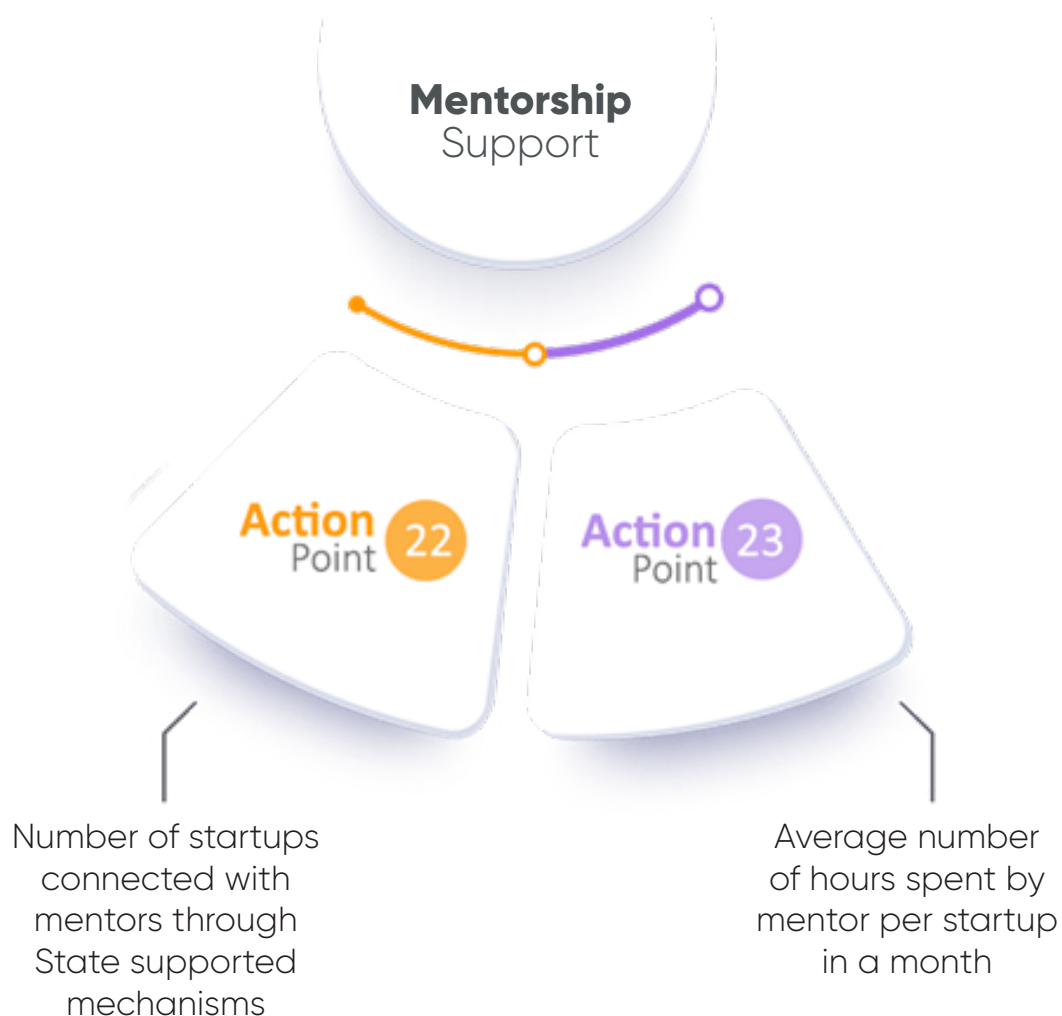 Mentorship
Support
Action
Point
22
Action
Point
23
Number of startups
connected with
mentors through
State supported
mechanisms
Average number
of hours spent by
mentor per startup
in a month